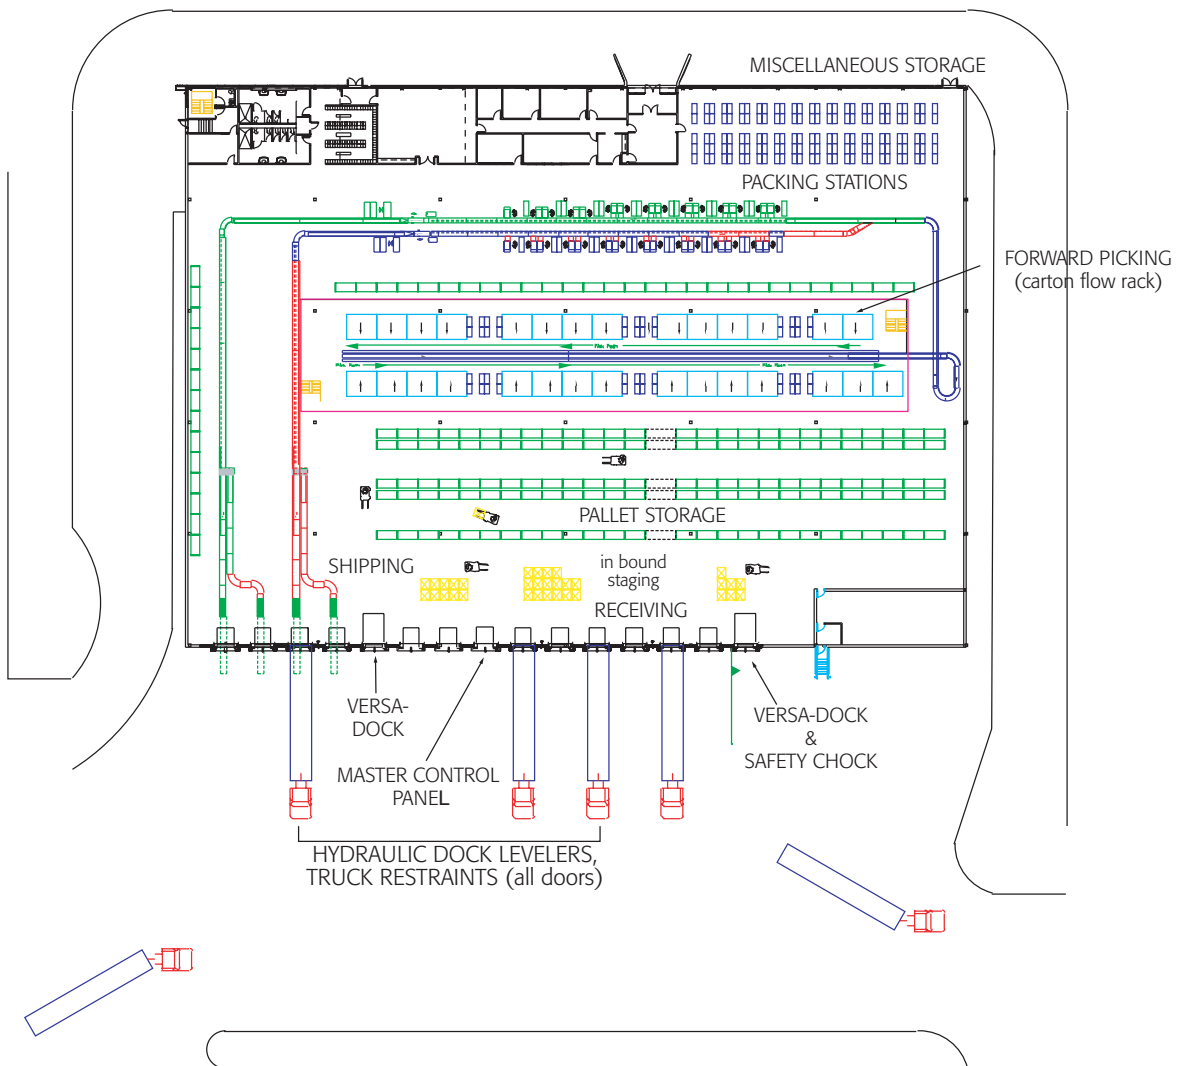 MISCELLANEOUS STORAGE
PACKING STATIONS
FORWARD PICKING
(carton flow rack)
PALLET STORAGE
SHIPPING
in bound
staging
RECEIVING
VERSA-
DOCK
VERSA-DOCK
&
SAFETY CHOCK
MASTER CONTROL
PANEL
HYDRAULIC DOCK LEVELERS,
TRUCK RESTRAINTS (all doors)